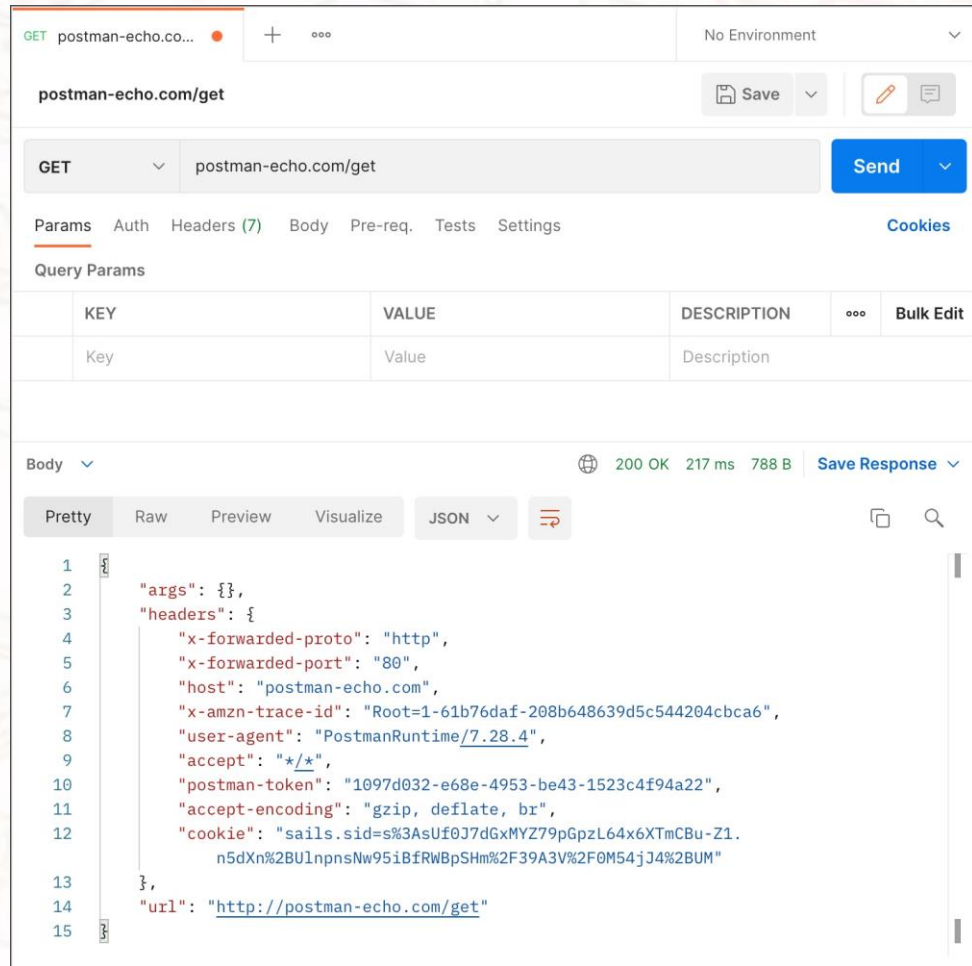 GET postman-echo.co... No Environment
postman-echo.com/get Save
GET postman-echo.com/get Send
Params Auth Headers (7) Body Pre-req. Tests Settings Cookies
Query Params
KEY VALUE DESCRIPTION Bulk Edit
Key Value Description
Body 200 OK 217 ms 788 B Save Response
Pretty Raw Preview Visualize JSON
1 {
2 "args": {},
3 "headers": {
4 "x-forwarded-proto": "http",
5 "x-forwarded-port": "80",
6 "host": "postman-echo.com",
7 "x-amzn-trace-id": "Root=1-61b76daf-208b648639d5c544204cbca6",
8 "user-agent": "PostmanRuntime/7.28.4",
9 "accept": "*/*",
10 "postman-token": "1097d032-e68e-4953-be43-1523c4f94a22",
11 "accept-encoding": "gzip, deflate, br",
12 "cookie": "sails.sid=s%3AsUf0J7dGxMYZ79pGpzL64x6XTmCBu-Z1.
n5dXn%2BUlnpnsNw95iBfRWBpSHm%2F39A3V%2F0M54jJ4%2BUM"
13 },
14 "url": "http://postman-echo.com/get"
15 }